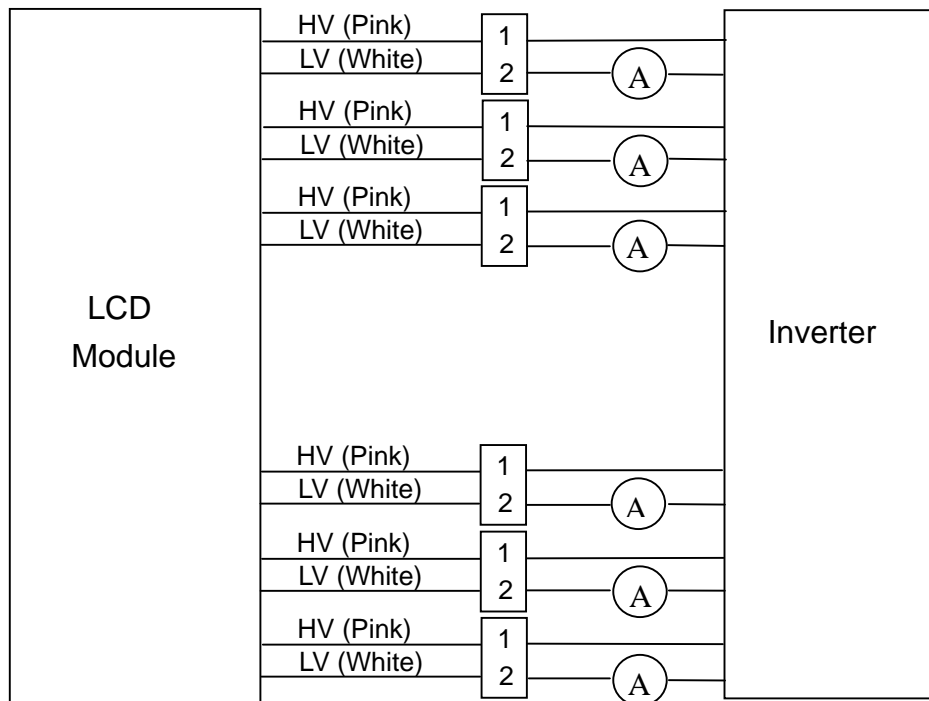 HV (Pink) 1
LV (White) 2 A
HV (Pink) 1
LV (White) 2 A
HV (Pink) 1
LV (White) 2 A
LCD
Module
Inverter
HV (Pink) 1
LV (White) 2 A
HV (Pink) 1
LV (White) 2 A
HV (Pink) 1
LV (White) 2 A